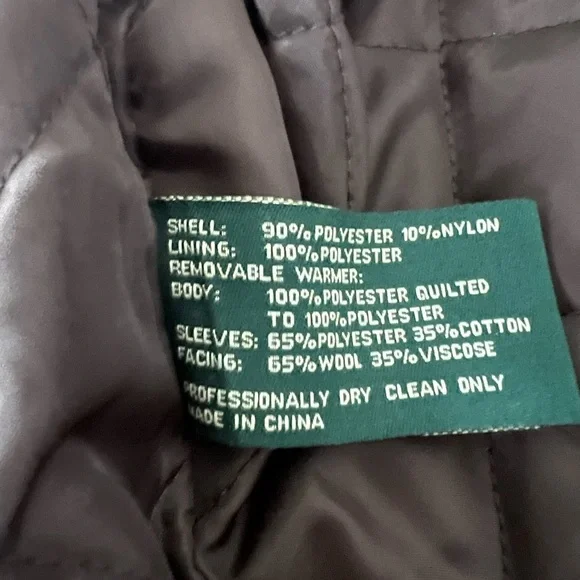 SHELL: 90% POLYESTER 10% NYLON
LINING: 100% POLYESTER
REMOVABLE WARMER:
BODY: 100% POLYESTER QUILTED
TO 100% POLYESTER
SLEEVES: 65% POLYESTER 35% COTTON
FACING: 65% WOOL 35% VISCOSE
PROFESSIONALLY DRY CLEAN ONLY
MADE IN CHINA